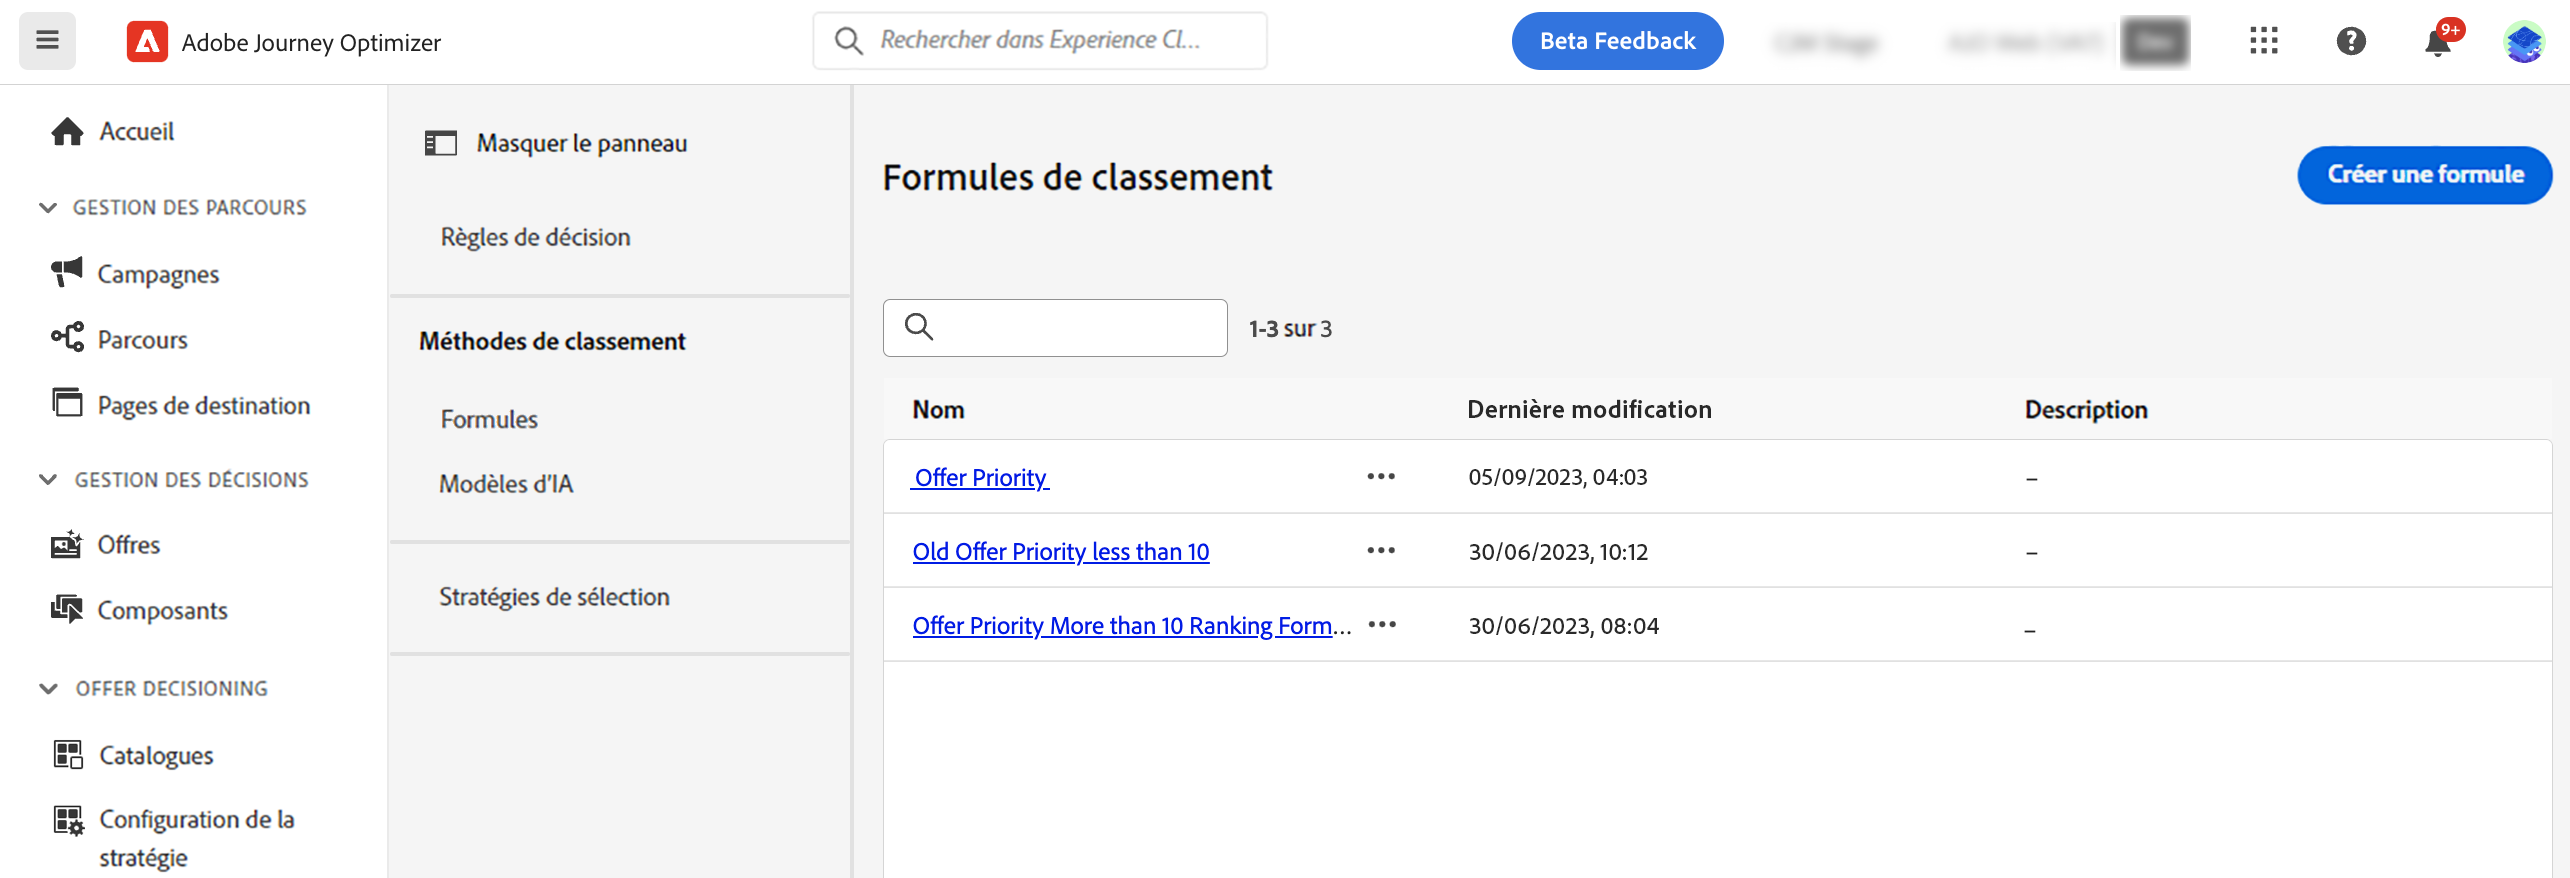 Adobe Journey Optimizer
Rechercher dans Experience Cl...
Beta Feedback
9+
Accueil
GESTION DES PARCOURS
Campagnes
Parcours
Pages de destination
GESTION DES DÉCISIONS
Offres
Composants
OFFER DECISIONING
Catalogues
Configuration de la
stratégie
Masquer le panneau
Règles de décision
Méthodes de classement
Formules
Modèles d'IA
Stratégies de sélection
Formules de classement
Créer une formule
1-3 sur 3
Nom Dernière modification Description
Offer Priority ••• 05/09/2023, 04:03 –
Old Offer Priority less than 10 ••• 30/06/2023, 10:12 –
Offer Priority More than 10 Ranking Form... ••• 30/06/2023, 08:04 –